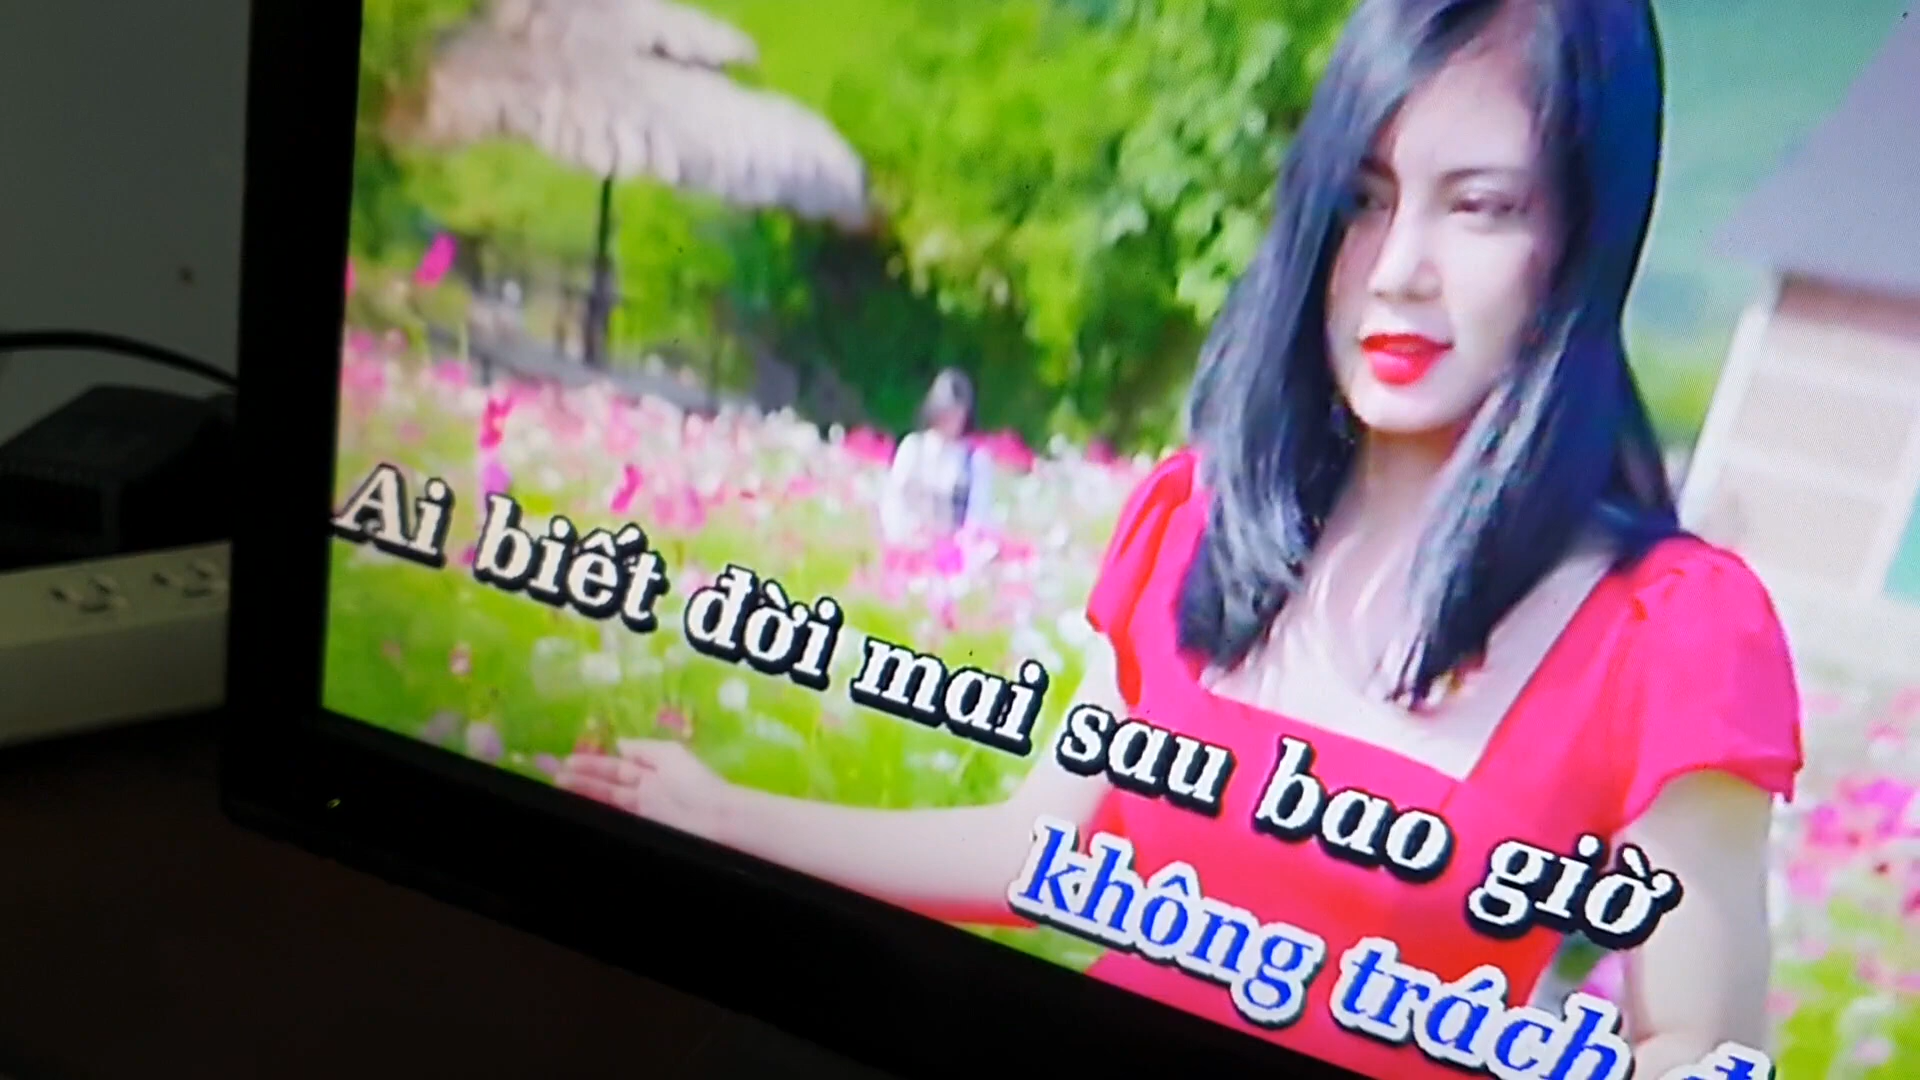 Ai biết đời mai sau bao giờ
không trách